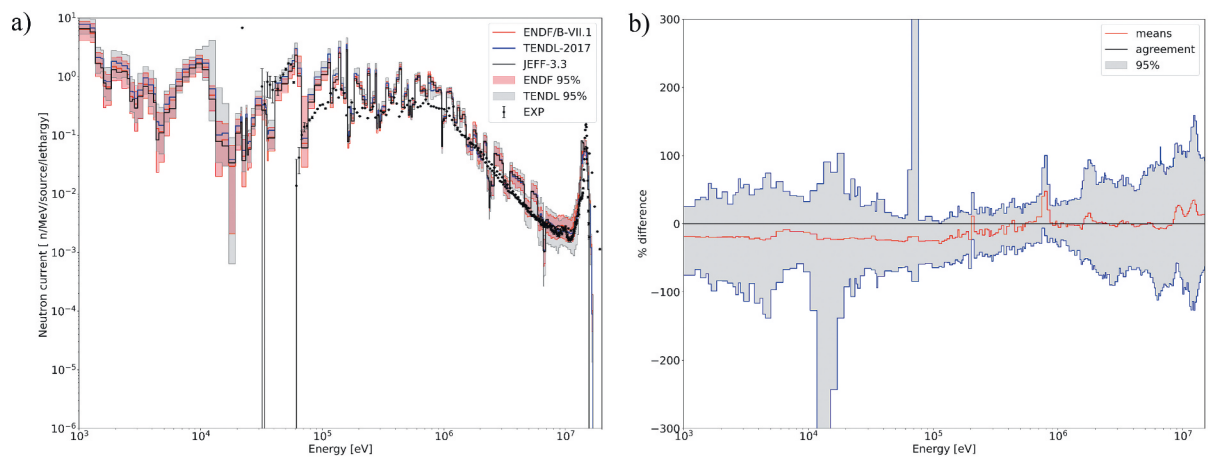 a)
Neutron current [ n/MeV/source/lethargy]
10^1
10^0
10^-1
10^-2
10^-3
10^-4
10^-5
10^-6
ENDF/B-VII.1
TENDL-2017
JEFF-3.3
ENDF 95%
TENDL 95%
EXP
10^3
10^4
10^5
10^6
10^7
Energy [eV]
b)
% difference
300
200
100
0
−100
−200
−300
means
agreement
95%
10^3
10^4
10^5
10^6
10^7
Energy [eV]